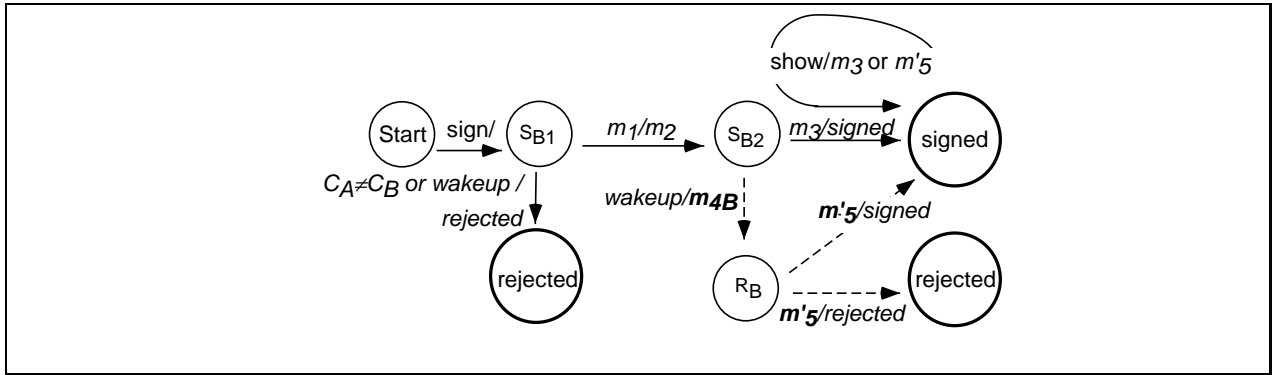 show/m3 or m'5
Start
sign/
SB1
m1/m2
SB2
m3/signed
signed
CA≠CB or wakeup /
rejected
wakeup/m4B
m'5/signed
rejected
RB
rejected
m'5/rejected